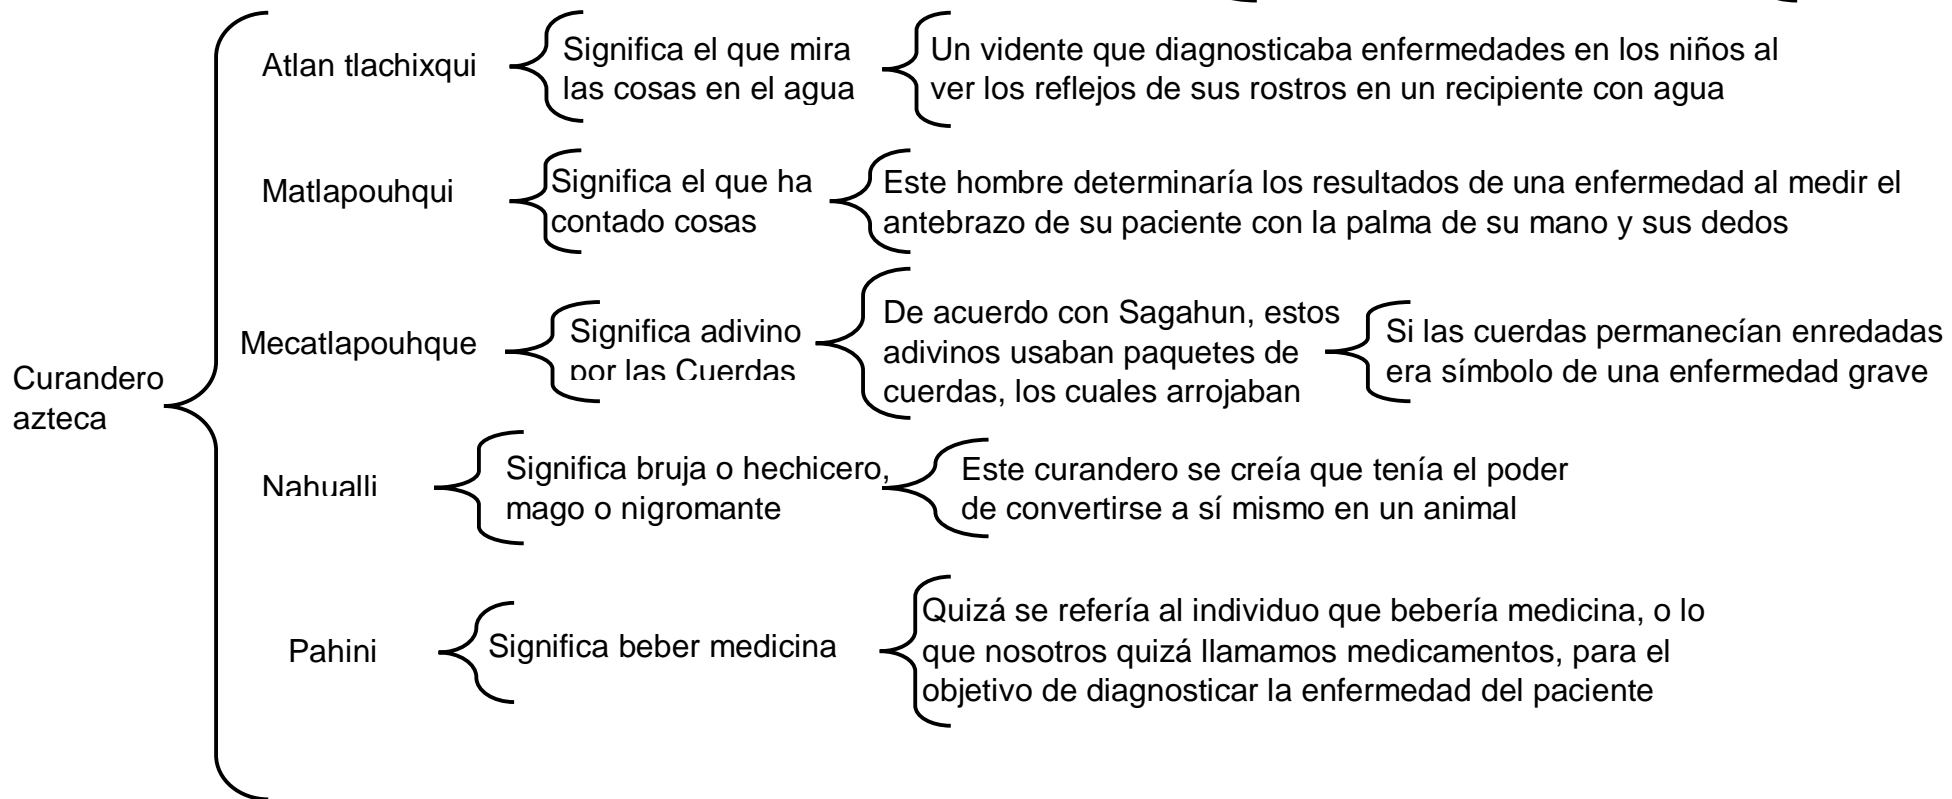 Curandero
azteca
Atlan tlachixqui
Significa el que mira
las cosas en el agua
Un vidente que diagnosticaba enfermedades en los niños al
ver los reflejos de sus rostros en un recipiente con agua
Matlapouhqui
Significa el que ha
contado cosas
Este hombre determinaría los resultados de una enfermedad al medir el
antebrazo de su paciente con la palma de su mano y sus dedos
Mecatlapouhque
Significa adivino
por las Cuerdas
De acuerdo con Sagahun, estos
adivinos usaban paquetes de
cuerdas, los cuales arrojaban
Si las cuerdas permanecían enredadas
era símbolo de una enfermedad grave
Nahualli
Significa bruja o hechicero,
mago o nigromante
Este curandero se creía que tenía el poder
de convertirse a sí mismo en un animal
Pahini
Significa beber medicina
Quizá se refería al individuo que bebería medicina, o lo
que nosotros quizá llamamos medicamentos, para el
objetivo de diagnosticar la enfermedad del paciente